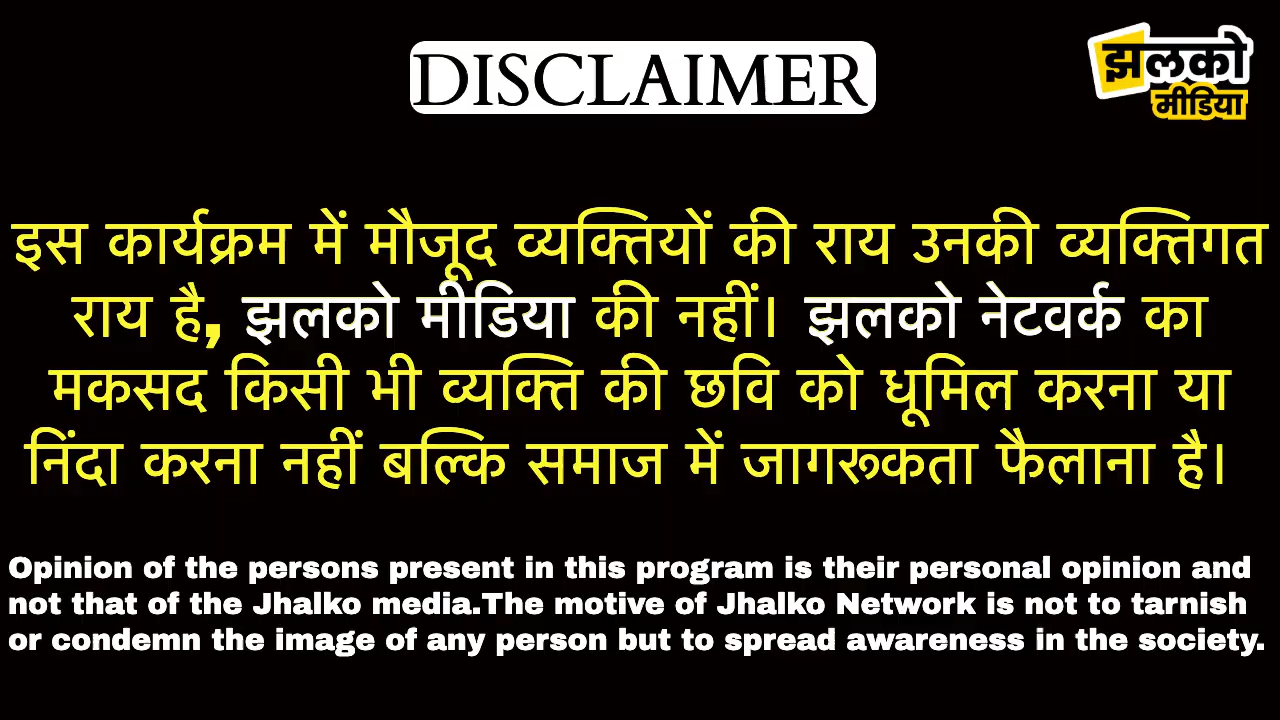 DISCLAIMER
झलको
मीडिया
इस कार्यक्रम में मौजूद व्यक्तियों की राय उनकी व्यक्तिगत
राय है, झलको मीडिया की नहीं। झलको नेटवर्क का
मकसद किसी भी व्यक्ति की छवि को धूमिल करना या
निंदा करना नहीं बल्कि समाज में जागरूकता फैलाना है।
Opinion of the persons present in this program is their personal opinion and
not that of the Jhalko media.The motive of Jhalko Network is not to tarnish
or condemn the image of any person but to spread awareness in the society.